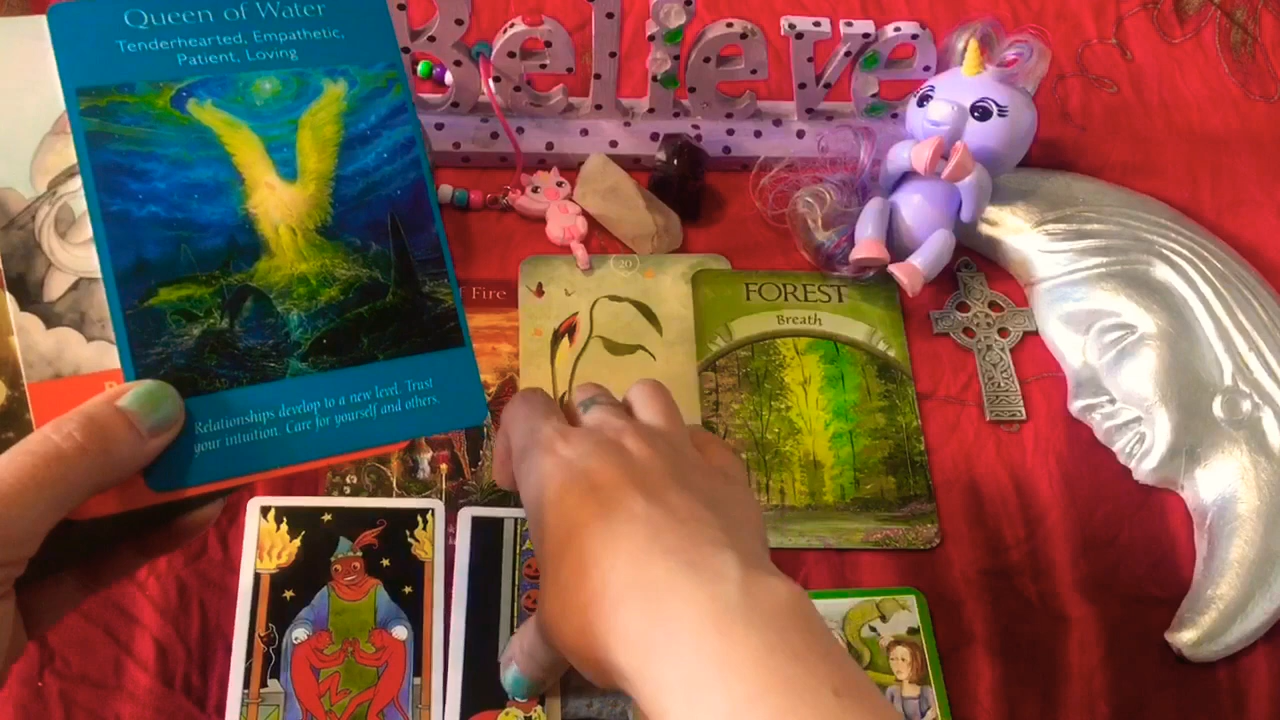 Believe
Queen of Water
Tenderhearted, Empathetic,
Patient, Loving
Relationships develop to a new level. Trust
your intuition. Care for yourself and others.
of Fire
20
FOREST
Breath